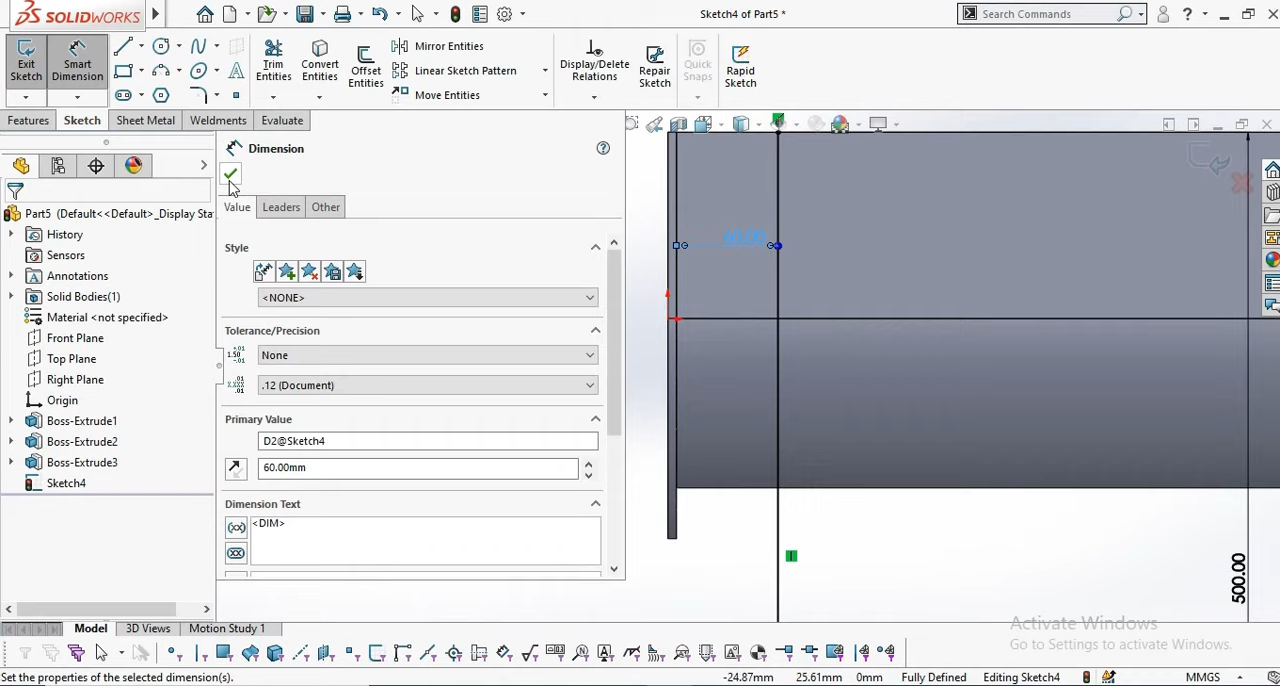 SOLIDWORKS
Sketch4 of Part5 *
Search Commands
?
Exit Sketch
Smart Dimension
Trim Entities
Convert Entities
Offset Entities
Mirror Entities
Linear Sketch Pattern
Move Entities
Display/Delete Relations
Repair Sketch
Quick Snaps
Rapid Sketch
Features
Sketch
Sheet Metal
Weldments
Evaluate
Dimension
Value
Leaders
Other
Part5 (Default<<Default>_Display Sta
History
Sensors
Annotations
Solid Bodies(1)
Material <not specified>
Front Plane
Top Plane
Right Plane
Origin
Boss-Extrude1
Boss-Extrude2
Boss-Extrude3
Sketch4
Style
<NONE>
Tolerance/Precision
None
.12 (Document)
Primary Value
D2@Sketch4
60.00mm
Dimension Text
<DIM>
60.00
500.00
Activate Windows
Go to Settings to activate Windows.
Model
3D Views
Motion Study 1
Set the properties of the selected dimension(s).
-24.87mm
25.61mm
0mm
Fully Defined
Editing Sketch4
MMGS